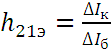 h₂₁э = ΔIк / ΔIб